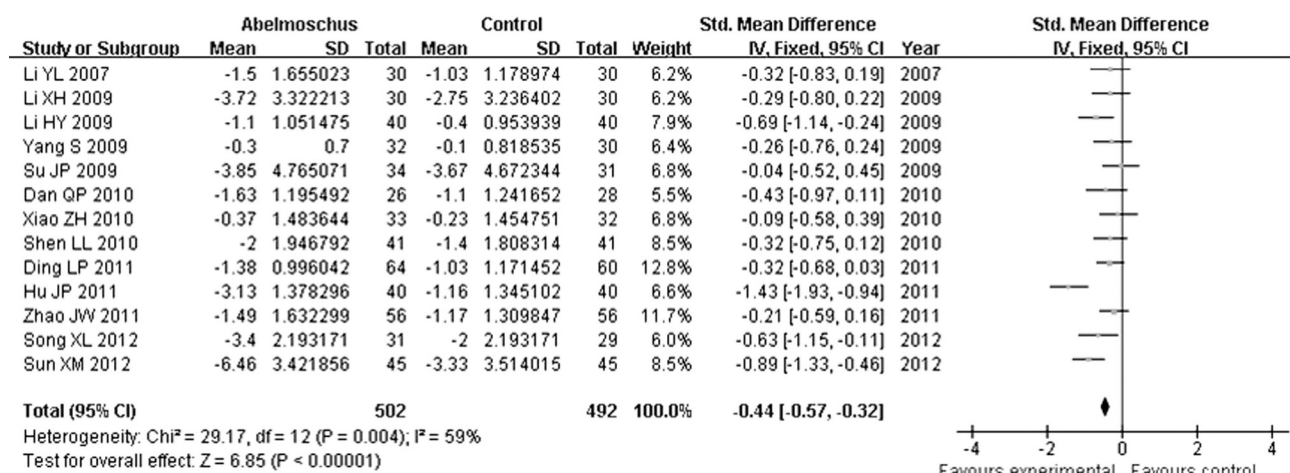 Abelmoschus Control Std. Mean Difference Std. Mean Difference
Study or Subgroup Mean SD Total Mean SD Total Weight IV, Fixed, 95% CI Year IV, Fixed, 95% CI
Li YL 2007 -1.5 1.655023 30 -1.03 1.178974 30 6.2% -0.32 [-0.83, 0.19] 2007
Li XH 2009 -3.72 3.322213 30 -2.75 3.236402 30 6.2% -0.29 [-0.80, 0.22] 2009
Li HY 2009 -1.1 1.051475 40 -0.4 0.953939 40 7.9% -0.69 [-1.14, -0.24] 2009
Yang S 2009 -0.3 0.7 32 -0.1 0.818535 30 6.4% -0.26 [-0.76, 0.24] 2009
Su JP 2009 -3.85 4.765071 34 -3.67 4.672344 31 6.8% -0.04 [-0.52, 0.45] 2009
Dan QP 2010 -1.63 1.195492 26 -1.1 1.241652 28 5.5% -0.43 [-0.97, 0.11] 2010
Xiao ZH 2010 -0.37 1.483644 33 -0.23 1.454751 32 6.8% -0.09 [-0.58, 0.39] 2010
Shen LL 2010 -2 1.946792 41 -1.4 1.808314 41 8.5% -0.32 [-0.75, 0.12] 2010
Ding LP 2011 -1.38 0.996042 64 -1.03 1.171452 60 12.8% -0.32 [-0.68, 0.03] 2011
Hu JP 2011 -3.13 1.378296 40 -1.16 1.345102 40 6.6% -1.43 [-1.93, -0.94] 2011
Zhao JW 2011 -1.49 1.632299 56 -1.17 1.309847 56 11.7% -0.21 [-0.59, 0.16] 2011
Song XL 2012 -3.4 2.193171 31 -2 2.193171 29 6.0% -0.63 [-1.15, -0.11] 2012
Sun XM 2012 -6.46 3.421856 45 -3.33 3.514015 45 8.5% -0.89 [-1.33, -0.46] 2012
Total (95% CI) 502 492 100.0% -0.44 [-0.57, -0.32]
Heterogeneity: Chi² = 29.17, df = 12 (P = 0.004); I² = 59%
Test for overall effect: Z = 6.85 (P < 0.00001)
-4 -2 0 2 4
Favours experimental Favours control